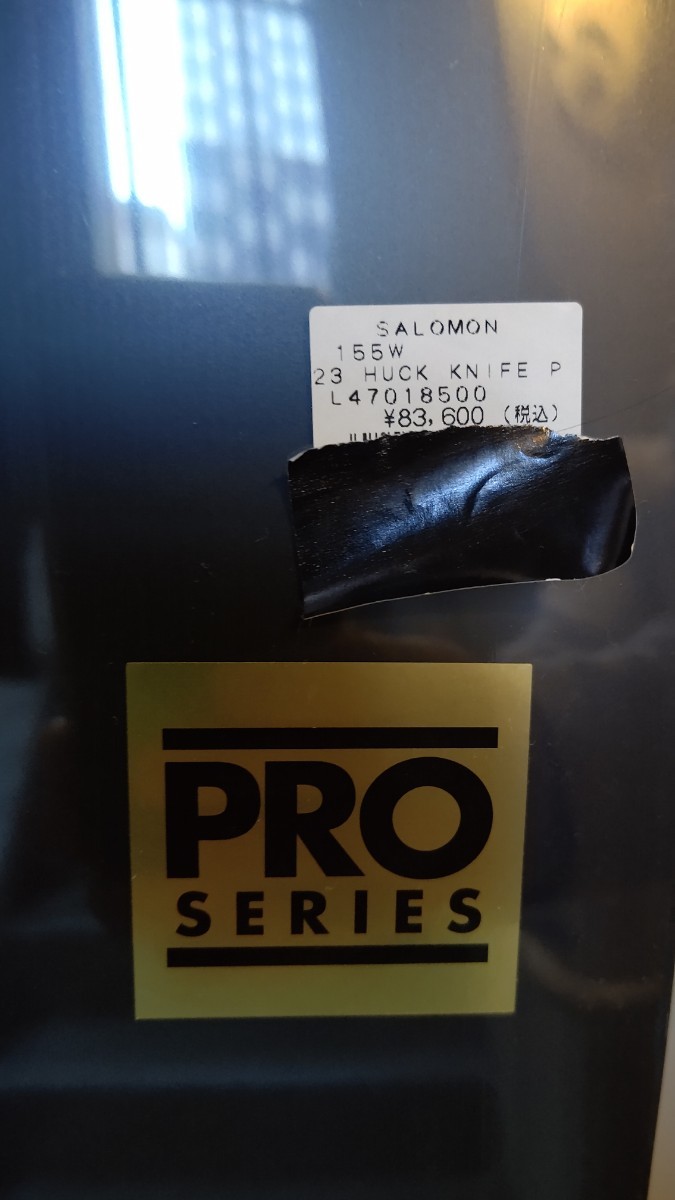 SALOMON
155W
23 HUCK KNIFE P
L47018500
¥83,600 (税込)
PRO
SERIES